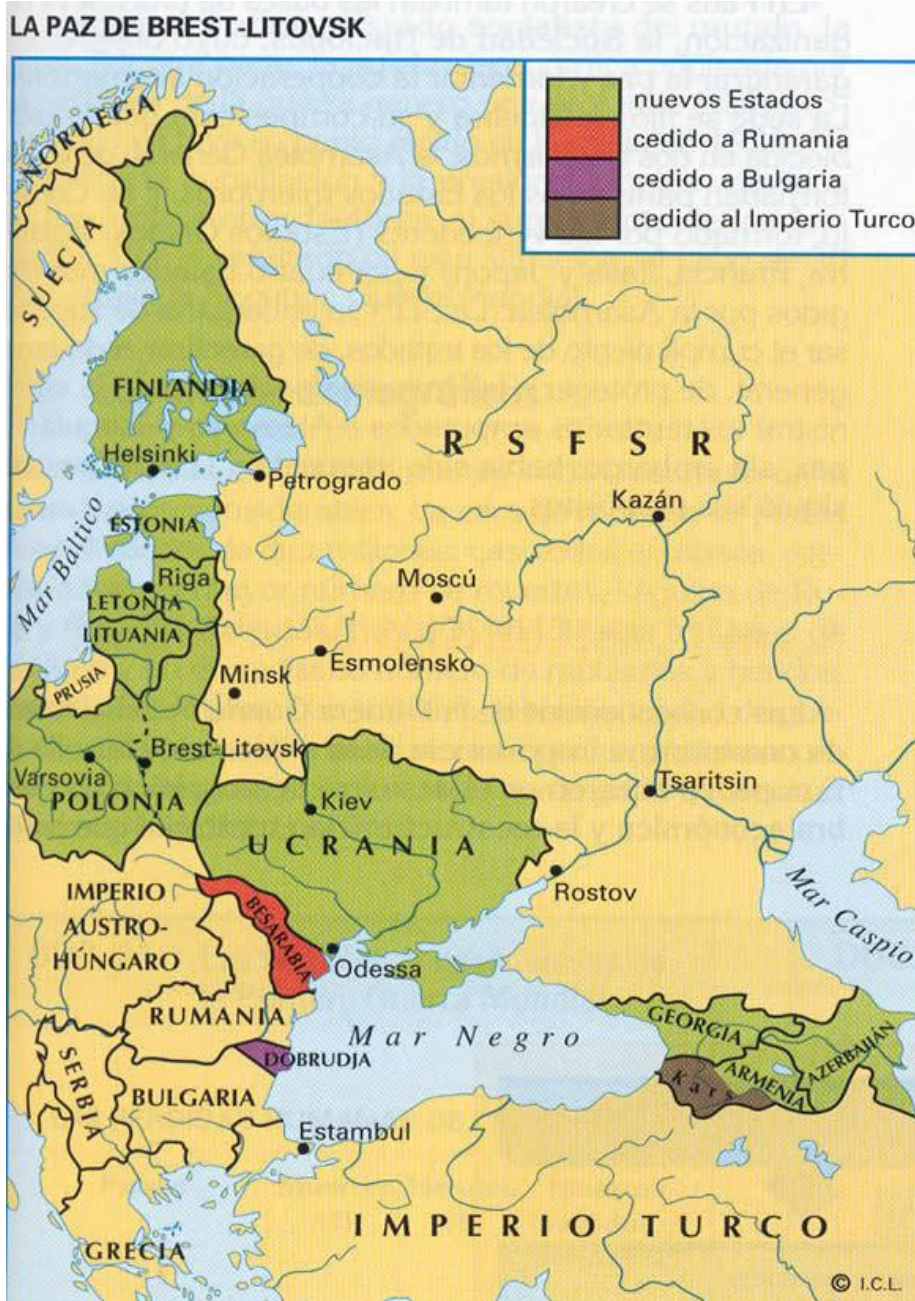 LA PAZ DE BREST-LITOVSK
nuevos Estados
cedido a Rumania
cedido a Bulgaria
cedido al Imperio Turco
NORUEGA
SUECIA
FINLANDIA
Helsinki
Petrogrado
R S F S R
Kazán
ESTONIA
Mar Báltico
Riga
LETONIA
LITUANIA
Moscú
PRUSIA
Minsk
Esmolensko
Brest-Litovsk
Varsovia
POLONIA
Kiev
UCRANIA
Tsaritsin
Rostov
Mar Caspio
IMPERIO
AUSTRO-
HÚNGARO
BESARABIA
Odessa
RUMANIA
Mar Negro
GEORGIA
DOBRUDJA
Kars
ARMENIA
AZERBAIJÁN
SERBIA
BULGARIA
Estambul
IMPERIO TURCO
GRECIA
© I.C.L.